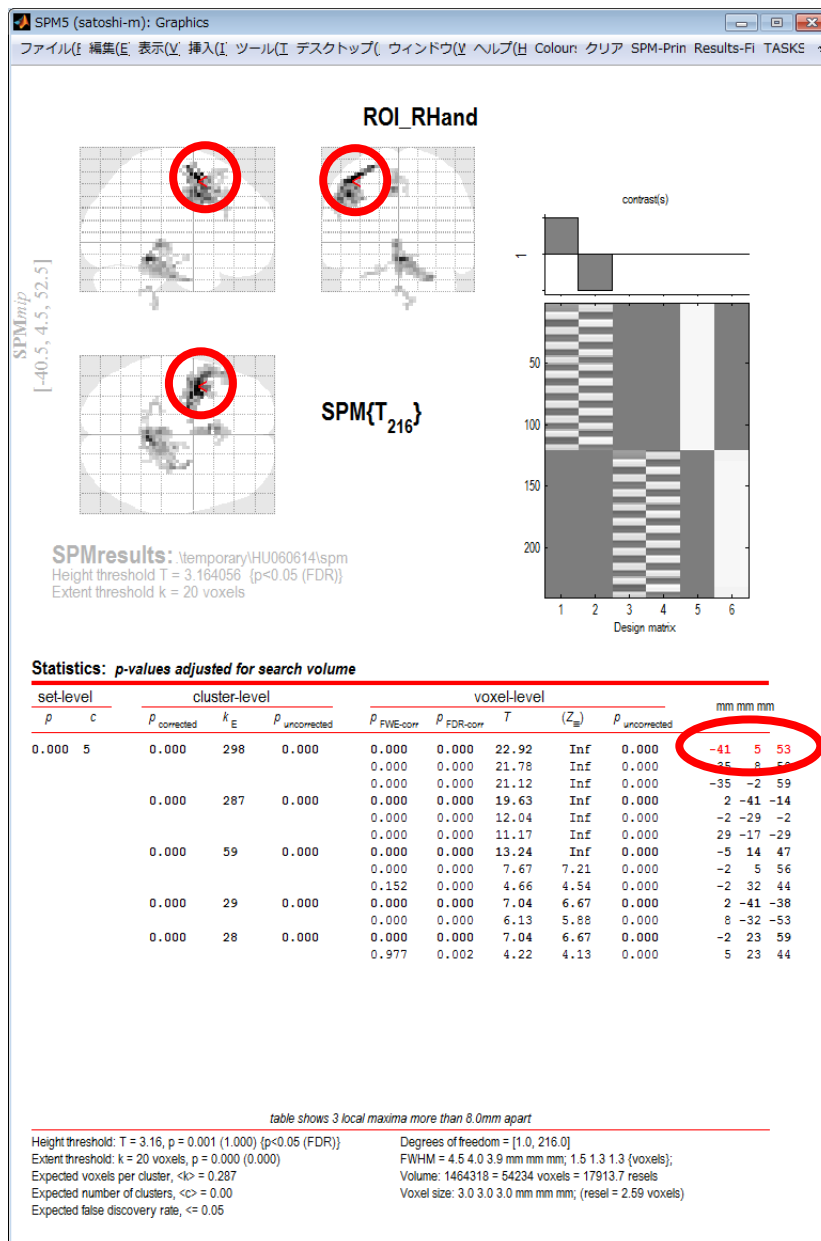 SPM5 (satoshi-m): Graphics
ファイル(F 編集(E 表示(V 挿入(I ツール(T デスクトップ( ウィンドウ(W ヘルプ(H Colours クリア SPM-Prin Results-Fi TASKS
ROI_RHand
contrast(s)
1
SPMmip
[-40.5, 4.5, 52.5]
SPM{T216}
50
100
150
200
1 2 3 4 5 6
Design matrix
SPMresults: .\temporary\HU060614\spm
Height threshold T = 3.164056 {p<0.05 (FDR)}
Extent threshold k = 20 voxels
Statistics: p-values adjusted for search volume
set-level cluster-level voxel-level mm mm mm
p c p corrected k E p uncorrected p FWE-corr p FDR-corr T (Z≡) p uncorrected
0.000 5 0.000 298 0.000 0.000 0.000 22.92 Inf 0.000 -41 5 53
0.000 0.000 21.78 Inf 0.000 -35 8
0.000 0.000 21.12 Inf 0.000 -35 -2 59
0.000 287 0.000 0.000 0.000 19.63 Inf 0.000 2 -41 -14
0.000 0.000 12.04 Inf 0.000 -2 -29 -2
0.000 0.000 11.17 Inf 0.000 29 -17 -29
0.000 59 0.000 0.000 0.000 13.24 Inf 0.000 -5 14 47
0.000 0.000 7.67 7.21 0.000 -2 5 56
0.152 0.000 4.66 4.54 0.000 -2 32 44
0.000 29 0.000 0.000 0.000 7.04 6.67 0.000 2 -41 -38
0.000 0.000 6.13 5.88 0.000 8 -32 -53
0.000 28 0.000 0.000 0.000 7.04 6.67 0.000 -2 23 59
0.977 0.002 4.22 4.13 0.000 5 23 44
table shows 3 local maxima more than 8.0mm apart
Height threshold: T = 3.16, p = 0.001 (1.000) {p<0.05 (FDR)}
Extent threshold: k = 20 voxels, p = 0.000 (0.000)
Expected voxels per cluster, <k> = 0.287
Expected number of clusters, <c> = 0.00
Expected false discovery rate, <= 0.05
Degrees of freedom = [1.0, 216.0]
FWHM = 4.5 4.0 3.9 mm mm mm; 1.5 1.3 1.3 {voxels};
Volume: 1464318 = 54234 voxels = 17913.7 resels
Voxel size: 3.0 3.0 3.0 mm mm mm; (resel = 2.59 voxels)